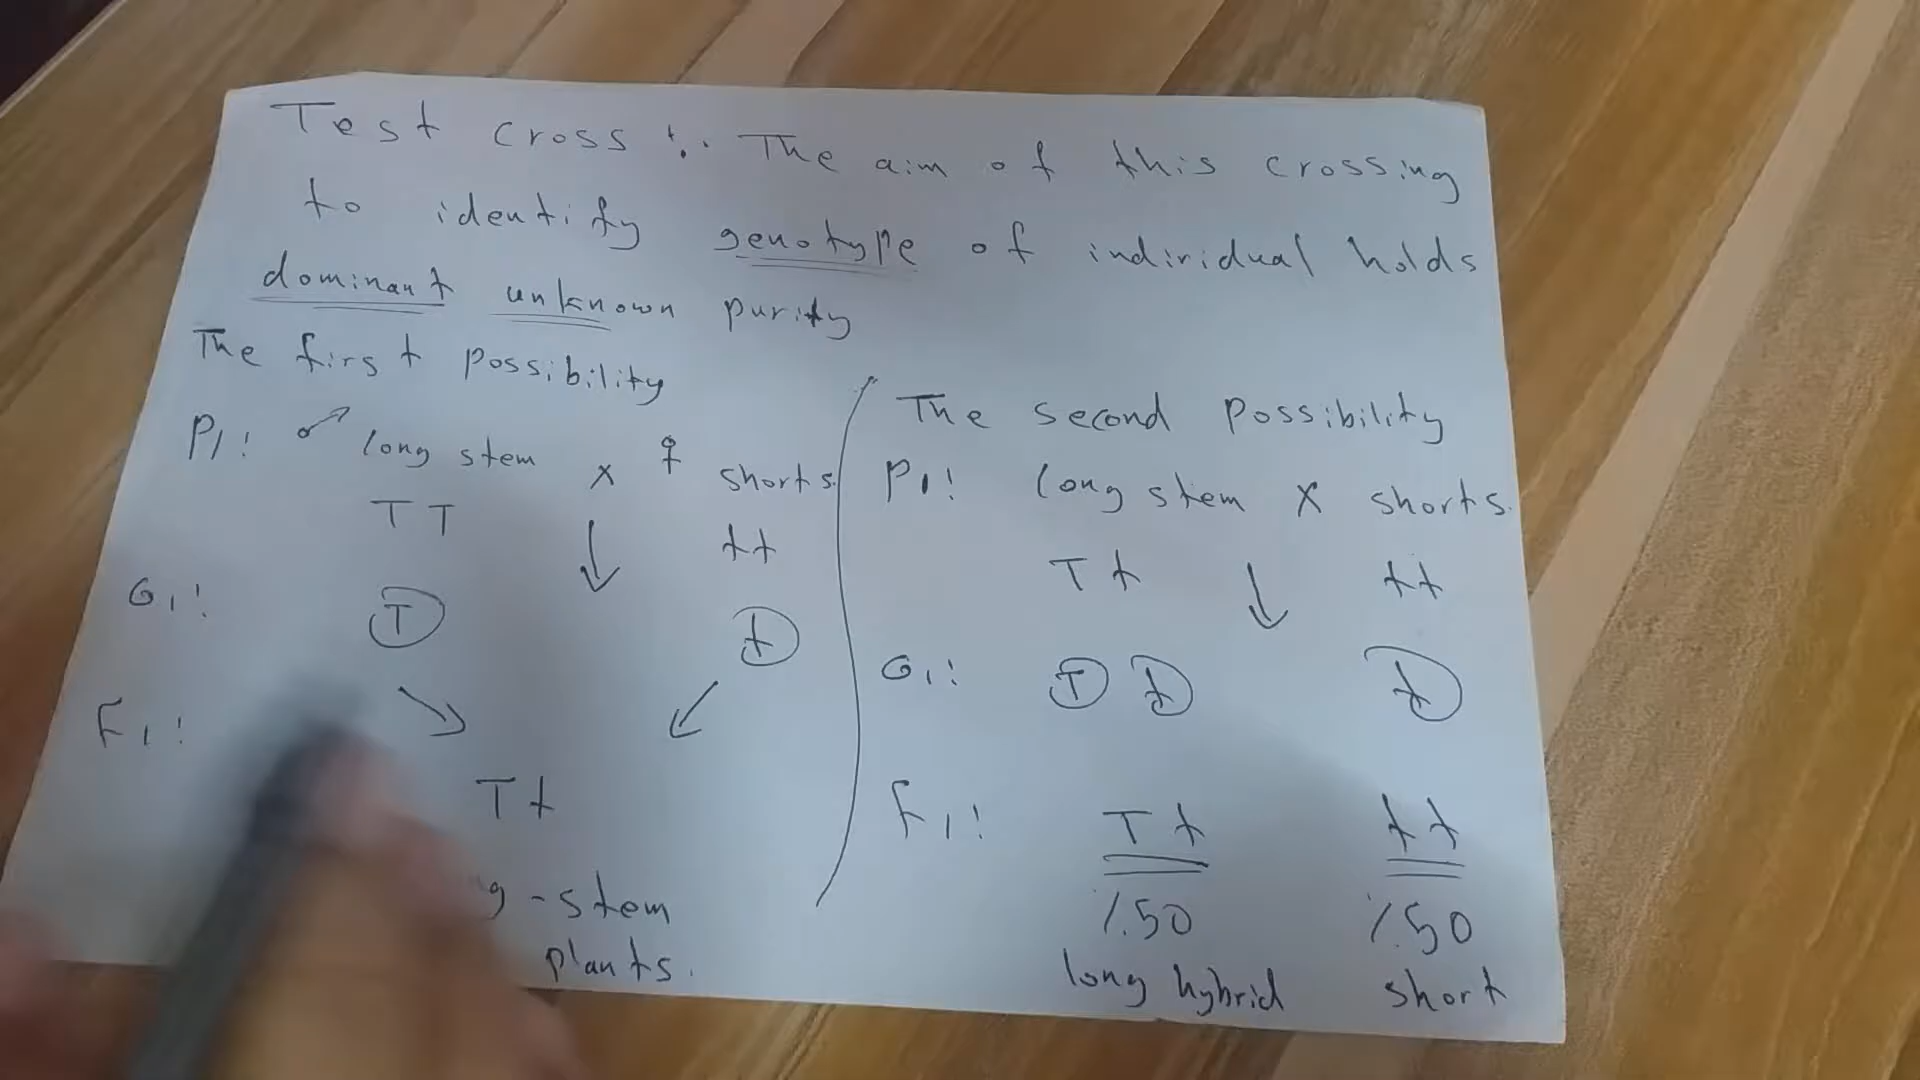 Test cross :. The aim of this crossing
to identify genotype of individual holds
dominant unknown purity
The first possibility
P1: ♂ long stem x ♀ short s.
TT tt
G1: T t
F1:
Tt
-stem
plants.
The second possibility
P1: long stem x short s.
Tt tt
G1: T t t
F1: Tt tt
%50 %50
long hybrid short